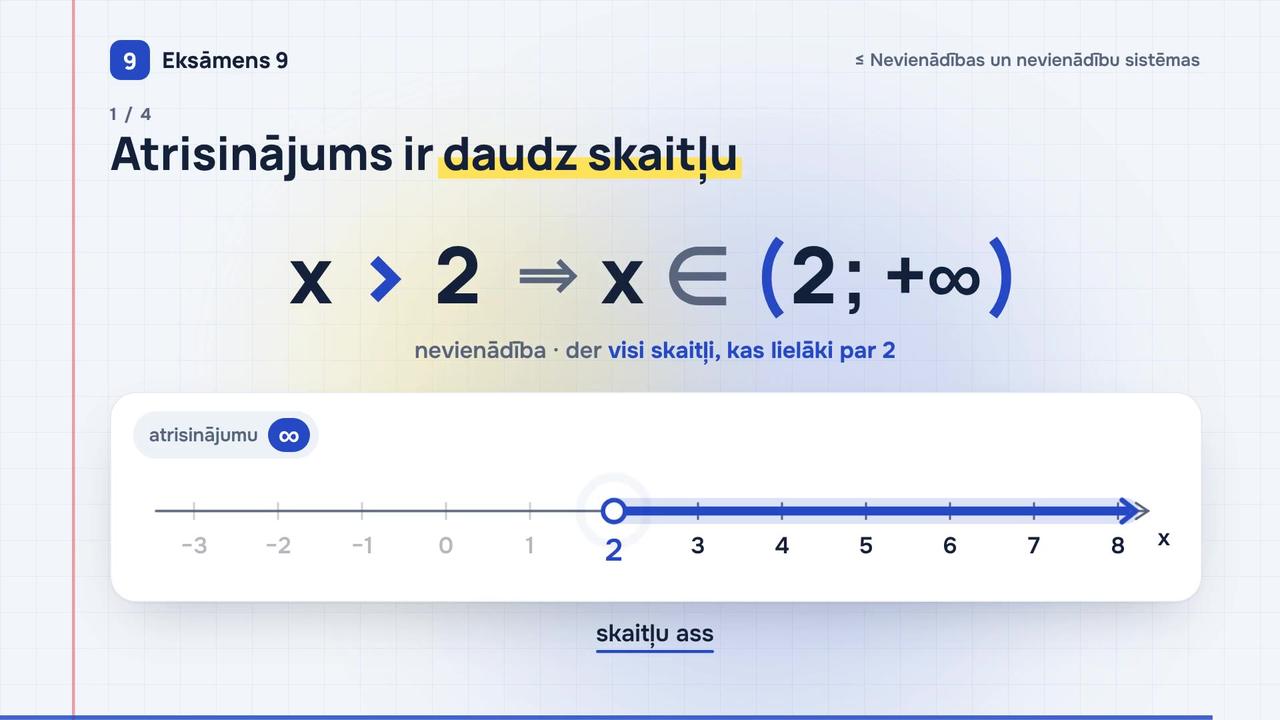 9 Eksāmens 9
≤ Nevienādības un nevienādību sistēmas
1 / 4
Atrisinājums ir daudz skaitļu
x > 2 ⇒ x ∈ (2; +∞)
nevienādība · der visi skaitļi, kas lielāki par 2
atrisinājumu ∞
−3 −2 −1 0 1 2 3 4 5 6 7 8 x
skaitļu ass